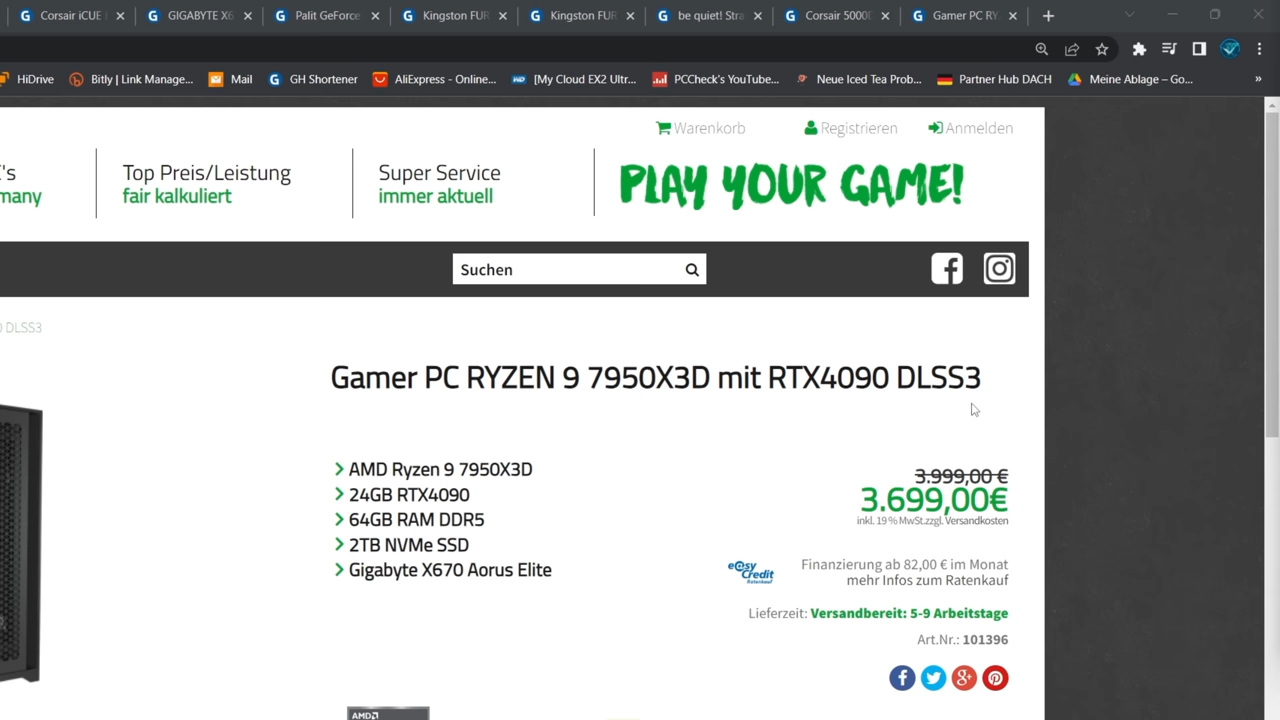 Corsair iCUE
GIGABYTE X6
Palit GeForce
Kingston FUR
Kingston FUR
be quiet! Stra
Corsair 5000D
Gamer PC RY
HiDrive
Bitly | Link Manage...
Mail
GH Shortener
AliExpress - Online...
[My Cloud EX2 Ultr...
PCCheck's YouTube...
Neue Iced Tea Prob...
Partner Hub DACH
Meine Ablage – Go...
»
Warenkorb
Registrieren
Anmelden
's
many
Top Preis/Leistung
fair kalkuliert
Super Service
immer aktuell
PLAY YOUR GAME!
Suchen
DLSS3
Gamer PC RYZEN 9 7950X3D mit RTX4090 DLSS3
AMD Ryzen 9 7950X3D
24GB RTX4090
64GB RAM DDR5
2TB NVMe SSD
Gigabyte X670 Aorus Elite
3.999,00 €
3.699,00€
inkl. 19 % MwSt.zzgl. Versandkosten
easy Credit Ratenkauf
Finanzierung ab 82,00 € im Monat
mehr Infos zum Ratenkauf
Lieferzeit: Versandbereit: 5-9 Arbeitstage
Art.Nr.: 101396
AMD